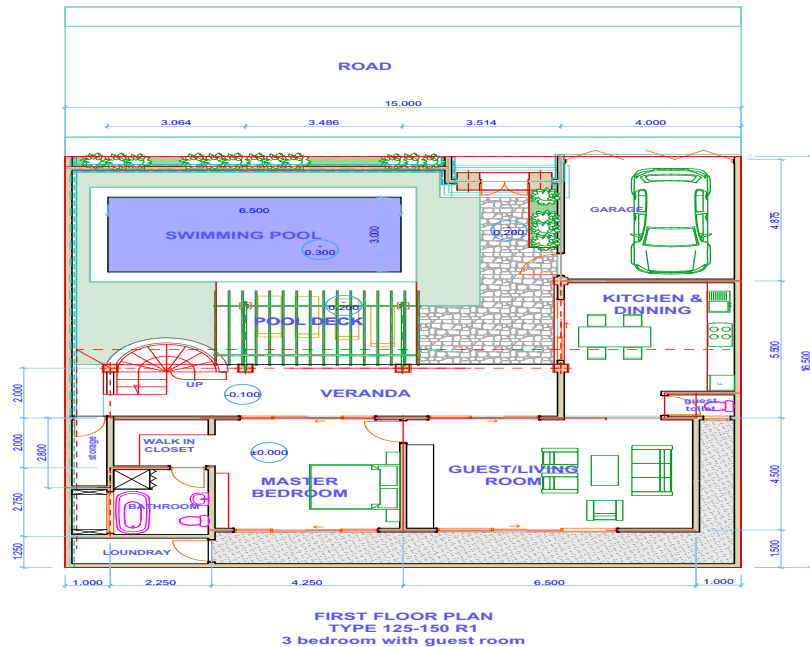 ROAD
15.000
3.064
3.486
3.514
4.000
6.500
SWIMMING POOL
3.000
-
0.300
0.200
GARAGE
4.875
KITCHEN &
DINNING
0.200
POOL DECK
5.500
16.500
UP
-0.100
VERANDA
F
guest
toilet
2.000
2.000
2.800
storage
WALK IN
CLOSET
±0.000
MASTER
BEDROOM
GUEST/LIVING
ROOM
4.500
2.750
BATHROOM
1.250
LOUNDRAY
1.500
1.000
2.250
4.250
6.500
1.000
FIRST FLOOR PLAN
TYPE 125-150 R1
3 bedroom with guest room